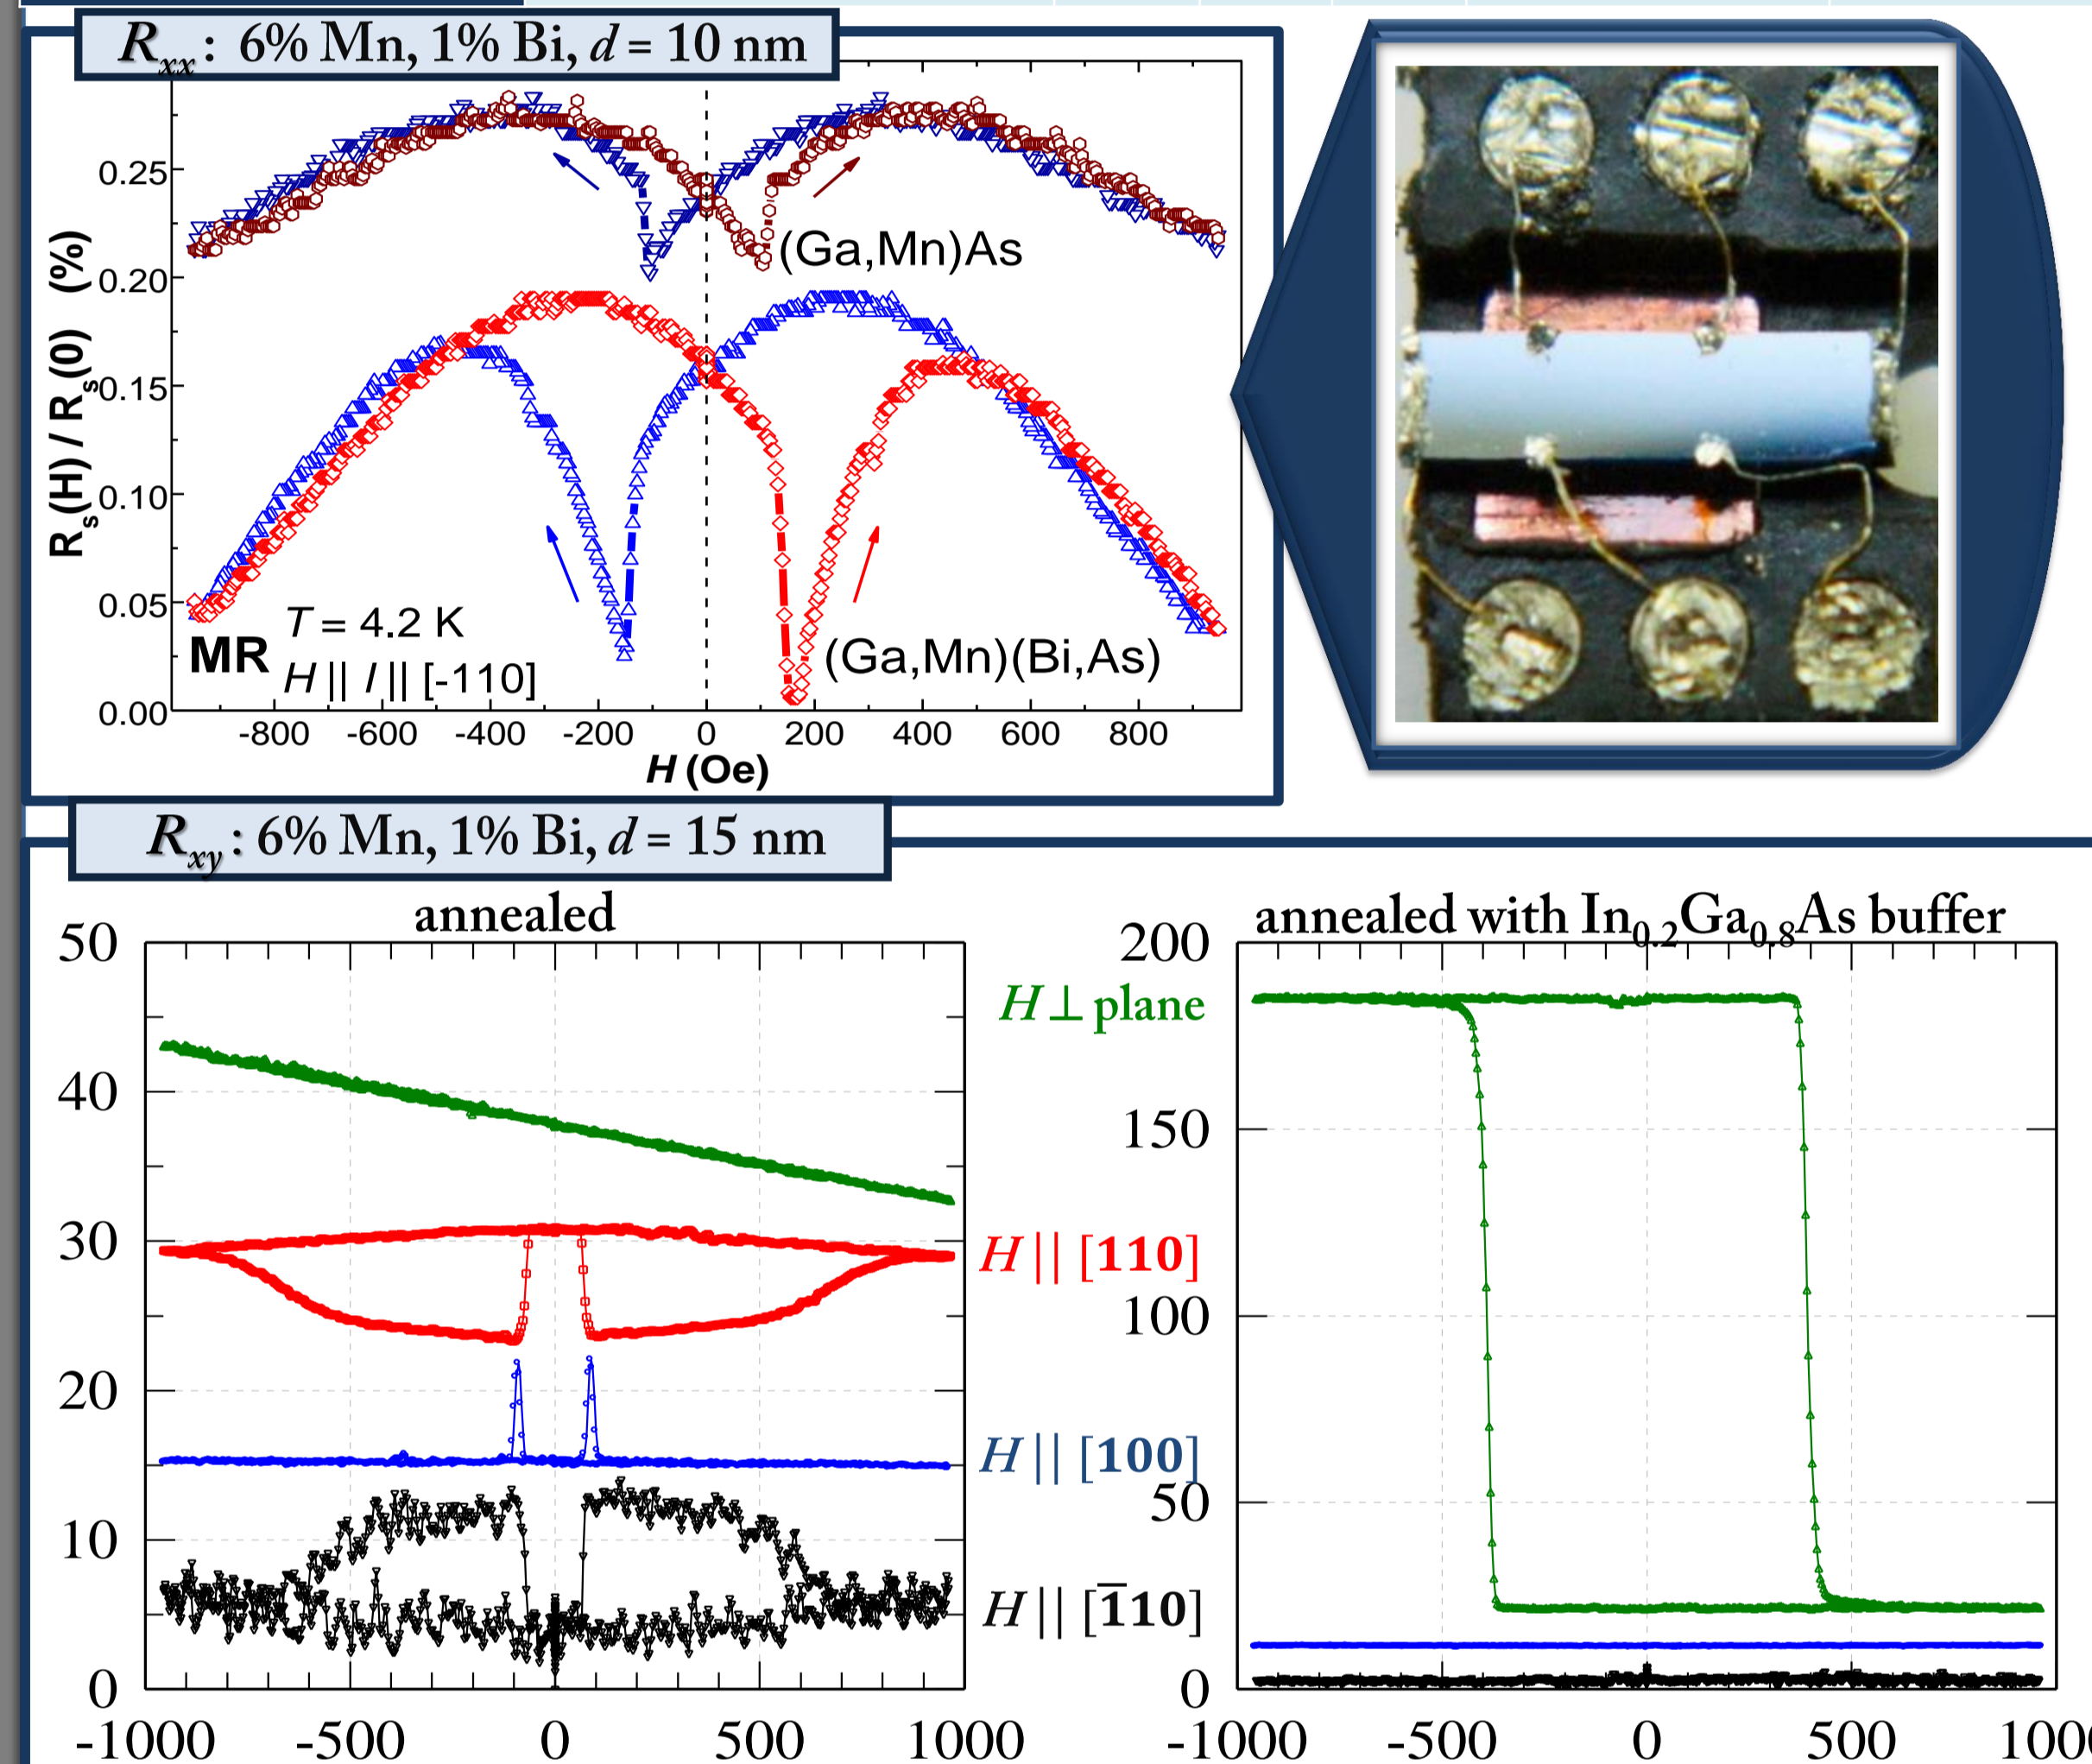 Rxx : 6% Mn, 1% Bi, d = 10 nm
Rs(H) / Rs(0) (%)
0.25
0.20
0.15
0.10
0.05
0.00
(Ga,Mn)As
(Ga,Mn)(Bi,As)
T = 4.2 K
MR
H || I || [-110]
-800 -600 -400 -200 0 200 400 600 800
H (Oe)
Rxy : 6% Mn, 1% Bi, d = 15 nm
annealed
50
40
30
20
10
0
-1000 -500 0 500 1000
H ⊥ plane
H || [110]
H || [100]
H || [1̅10]
annealed with In0.2Ga0.8As buffer
200
150
100
50
0
-1000 -500 0 500 100